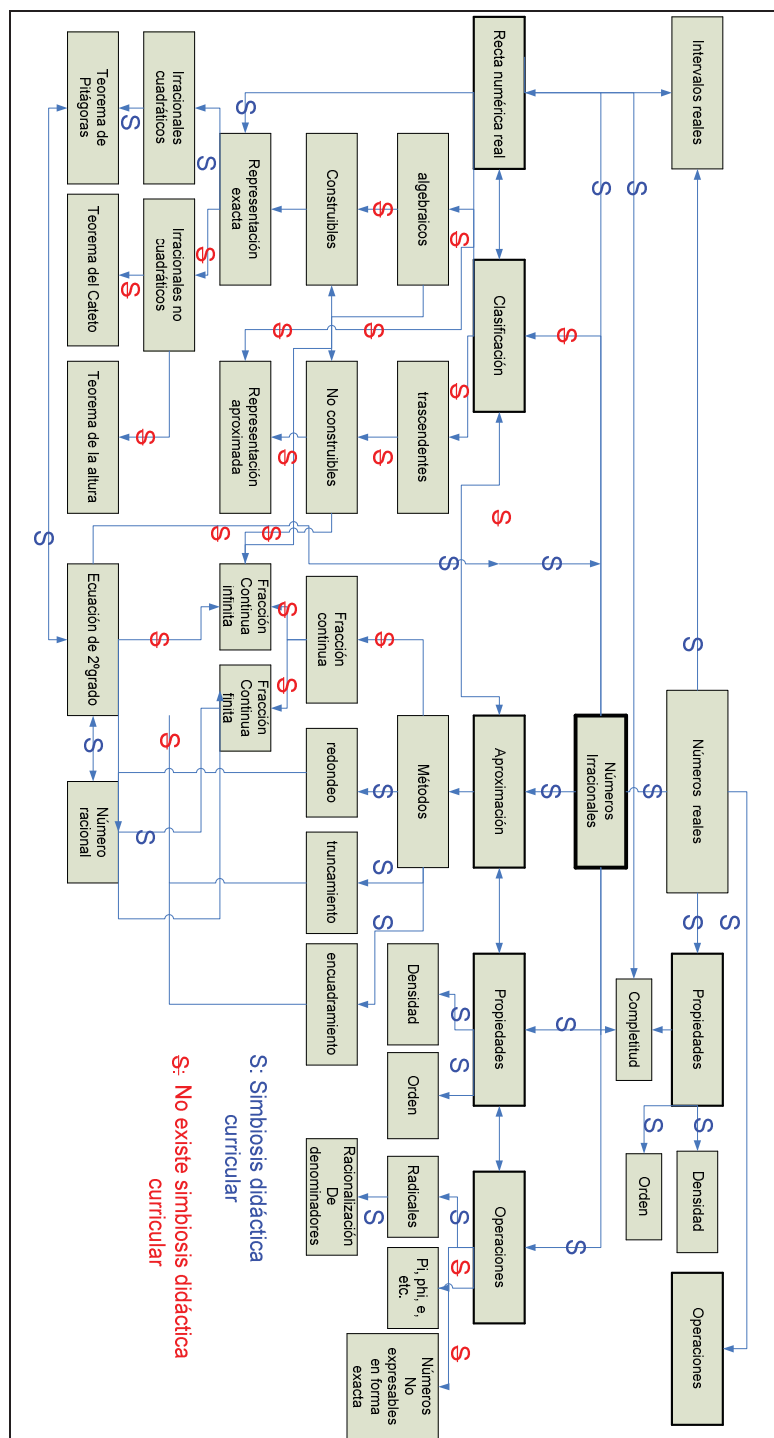 Intervalos reales
S
Números reales
S
S
Propiedades
S
Densidad
Operaciones
S
S
Completitud
S
Orden
S
S̶
S
Números
Irracionales
S
S
S
Recta numérica real
Clasificación
S̶
Aproximación
Propiedades
Operaciones
S̶
S̶
S
S
S
S
S̶
S̶
algebraicos
trascendentes
Métodos
Densidad
Orden
Radicales
Pi, phi, e,
etc.
Números
No
expresables
en forma
exacta
S̶
S̶
S̶
S̶
S
S
S
S
Construibles
No construibles
Fracción
continua
redondeo
truncamiento
encuadramiento
Racionalización
De
denominadores
S̶
S̶
S̶
S̶
S̶
S
Representación
exacta
Representación
aproximada
S̶
Fracción
Continua
infinita
Fracción
Continua
finita
S: Simbiosis didáctica
curricular
S
S̶
Irracionales
cuadráticos
Irracionales no
cuadráticos
S̶
S̶
S
S
S̶
S̶
S: No existe simbiosis didáctica
curricular
Teorema de
Pitágoras
Teorema del Catéto
Teorema de la altura
Ecuación de 2ºgrado
S
Número
racional
S